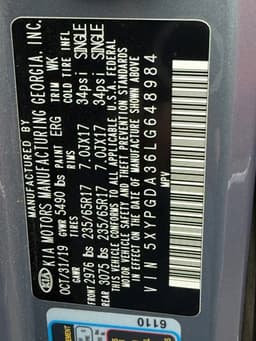 KIA KIA MOTORS MANUFACTURING GEORGIA, INC.
OCT/31/19 PAINT ERG TRIM WK
GVWR 5490 lbs
GAWR TIRES RIMS COLD TIRE INFL
FRONT 2976 lbs 235/65R17 7.0JX17 34psi SINGLE
REAR 3075 lbs 235/65R17 7.0JX17 34psi SINGLE
THIS VEHICLE CONFORMS TO ALL APPLICABLE U.S.A FEDERAL
MOTOR VEHICLE SAFETY AND THEFT PREVENTION STANDARDS
IN EFFECT ON THE DATE OF MANUFACTURE SHOWN ABOVE.
VIN 5XYPGDA36LG648984
MPV
6110